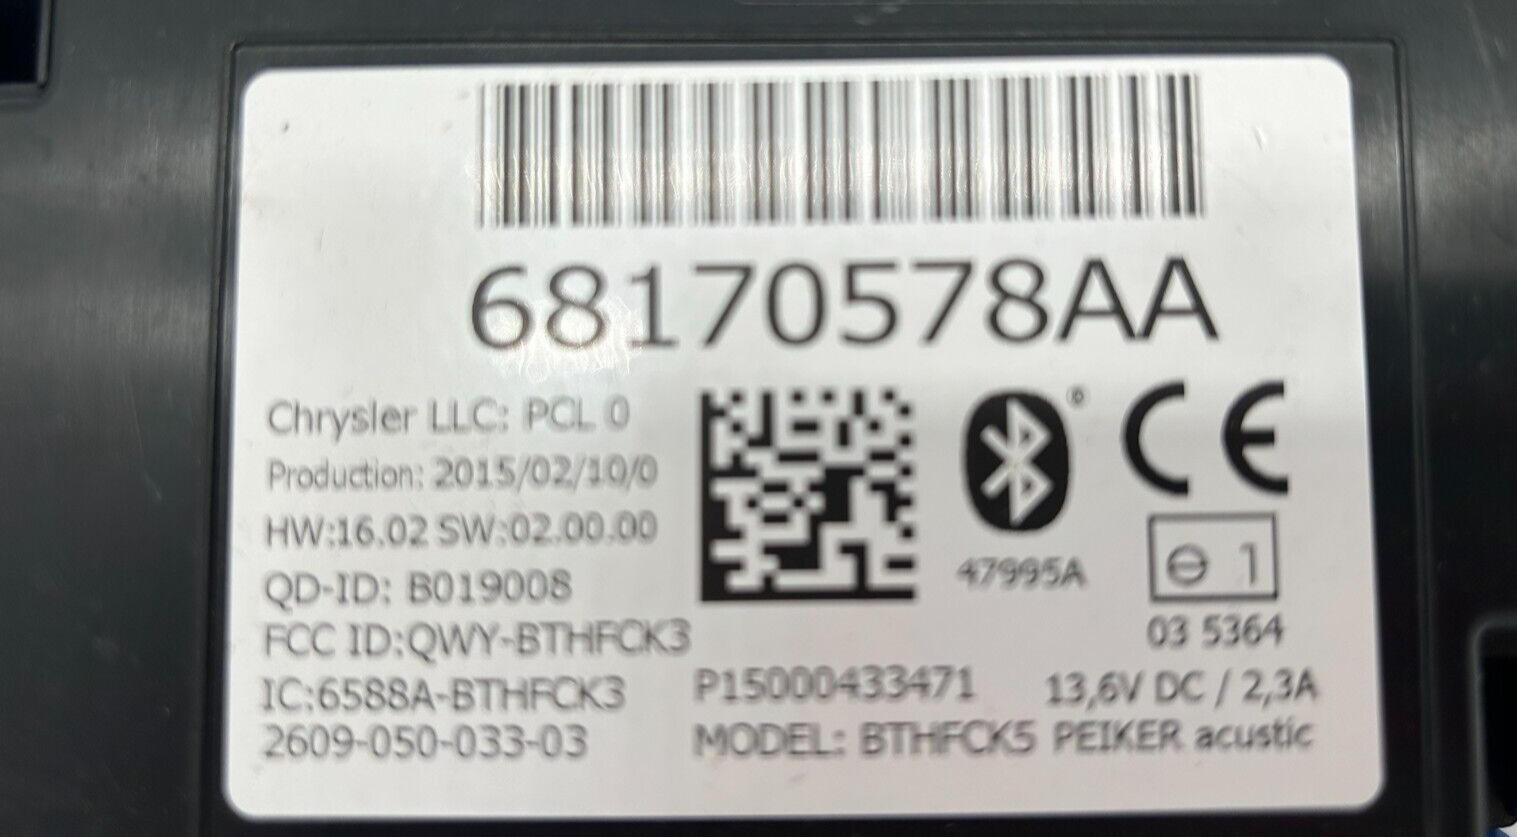 68170578AA
Chrysler LLC: PCL 0
Production: 2015/02/10/0
HW:16.02 SW:02.00.00
QD-ID: B019008
FCC ID:QWY-BTHFCK3
IC:6588A-BTHFCK3
2609-050-033-03
®
47995A
CE
1
03 5364
P15000433471 13,6V DC / 2,3A
MODEL: BTHFCK5 PEIKER acustic